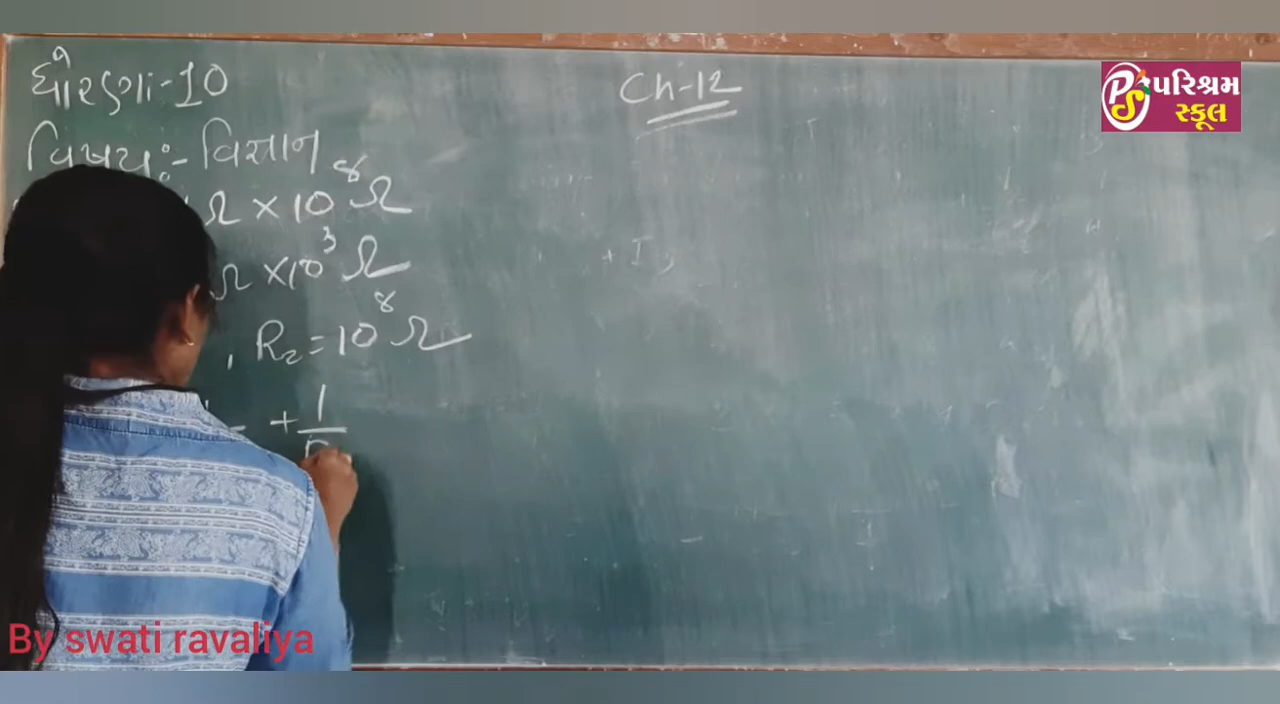 ધોરણ:-10
Ch-12
પરિશ્રમ
સ્કૂલ
વિષય:- વિજ્ઞાન
Ω × 10⁸ Ω
Ω ×10³ Ω
, R₂ = 10⁸ Ω
+ 1
By swati ravaliya